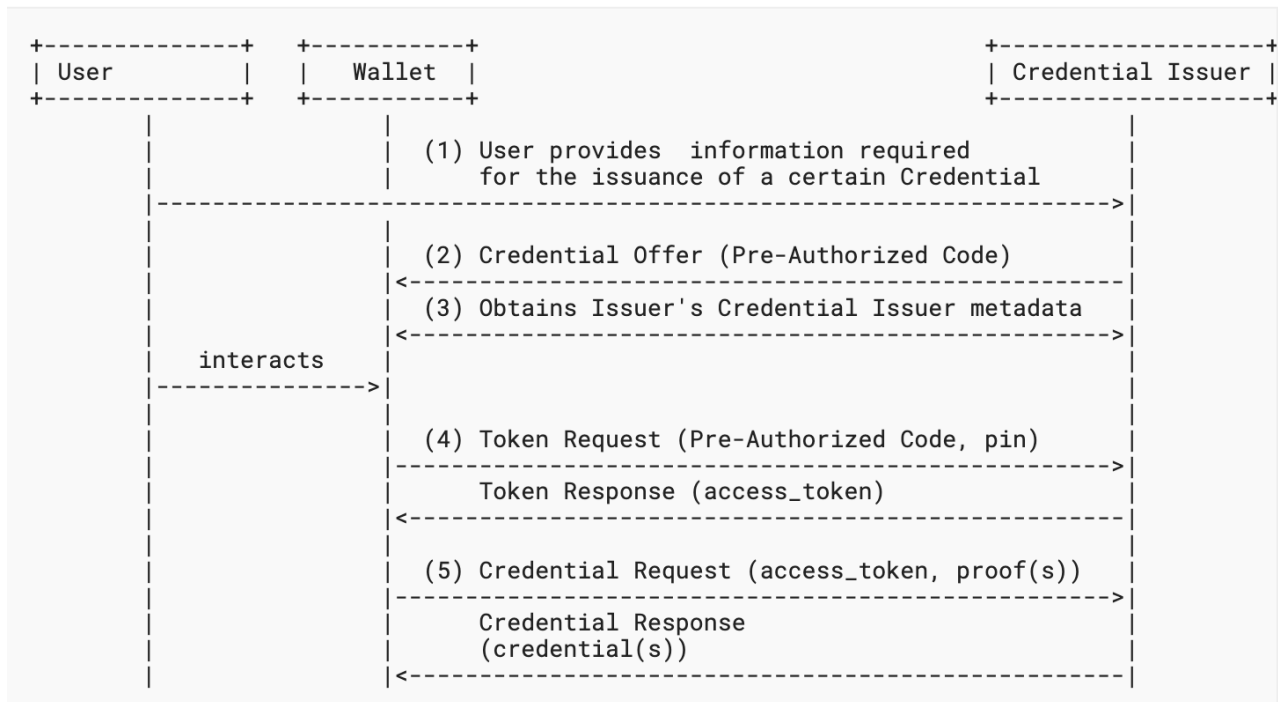 User Wallet Credential Issuer
(1) User provides  information required
for the issuance of a certain Credential
(2) Credential Offer (Pre-Authorized Code)
(3) Obtains Issuer's Credential Issuer metadata
interacts
(4) Token Request (Pre-Authorized Code, pin)
Token Response (access_token)
(5) Credential Request (access_token, proof(s))
Credential Response
(credential(s))